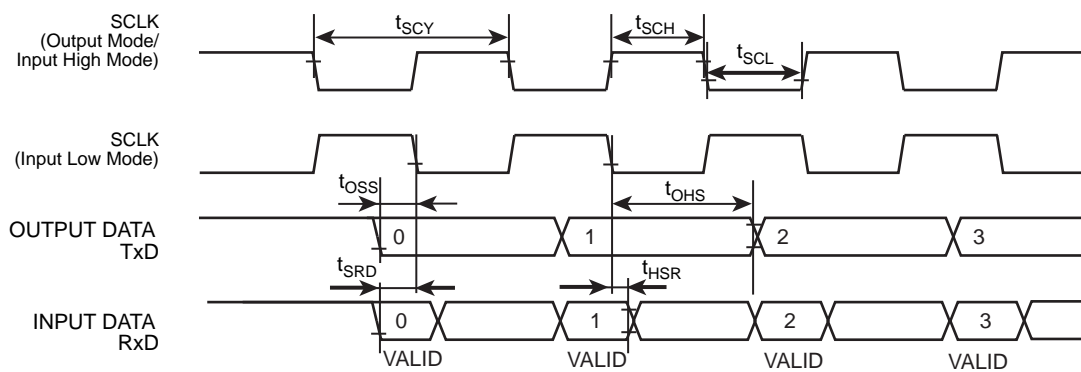 SCLK
(Output Mode/
Input High Mode)
tSCY
tSCH
tSCL
SCLK
(Input Low Mode)
tOSS
tOHS
OUTPUT DATA
TxD
0
1
2
3
tSRD
tHSR
INPUT DATA
RxD
0
1
2
3
VALID
VALID
VALID
VALID